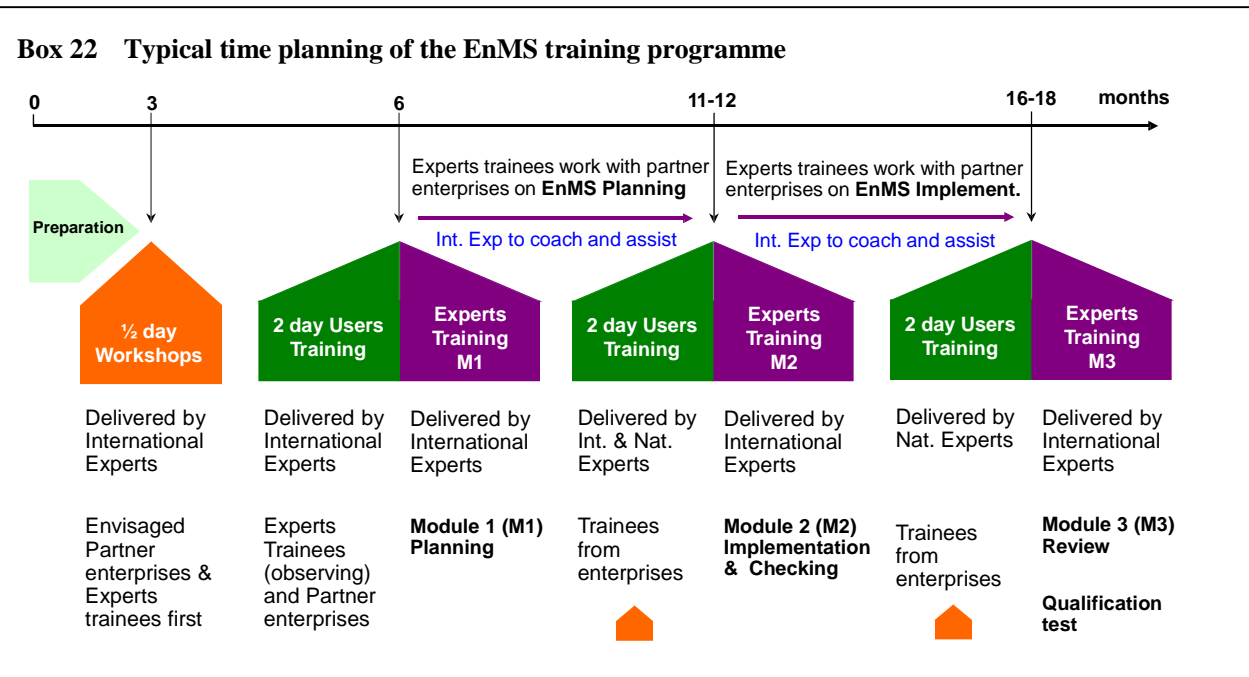 Box 22 Typical time planning of the EnMS training programme
0
3
6
11-12
16-18
months
Experts trainees work with partner
enterprises on EnMS Planning
Experts trainees work with partner
enterprises on EnMS Implement.
Int. Exp to coach and assist
Int. Exp to coach and assist
Preparation
½ day
Workshops
2 day Users
Training
Experts
Training
M1
2 day Users
Training
Experts
Training
M2
2 day Users
Training
Experts
Training
M3
Delivered by
International
Experts
Delivered by
International
Experts
Delivered by
International
Experts
Delivered by
Int. & Nat.
Experts
Delivered by
International
Experts
Delivered by
Nat. Experts
Delivered by
International
Experts
Envisaged
Partner
enterprises &
Experts
trainees first
Experts
Trainees
(observing)
and Partner
enterprises
Module 1 (M1)
Planning
Trainees
from
enterprises
Module 2 (M2)
Implementation
& Checking
Trainees
from
enterprises
Module 3 (M3)
Review
Qualification
test